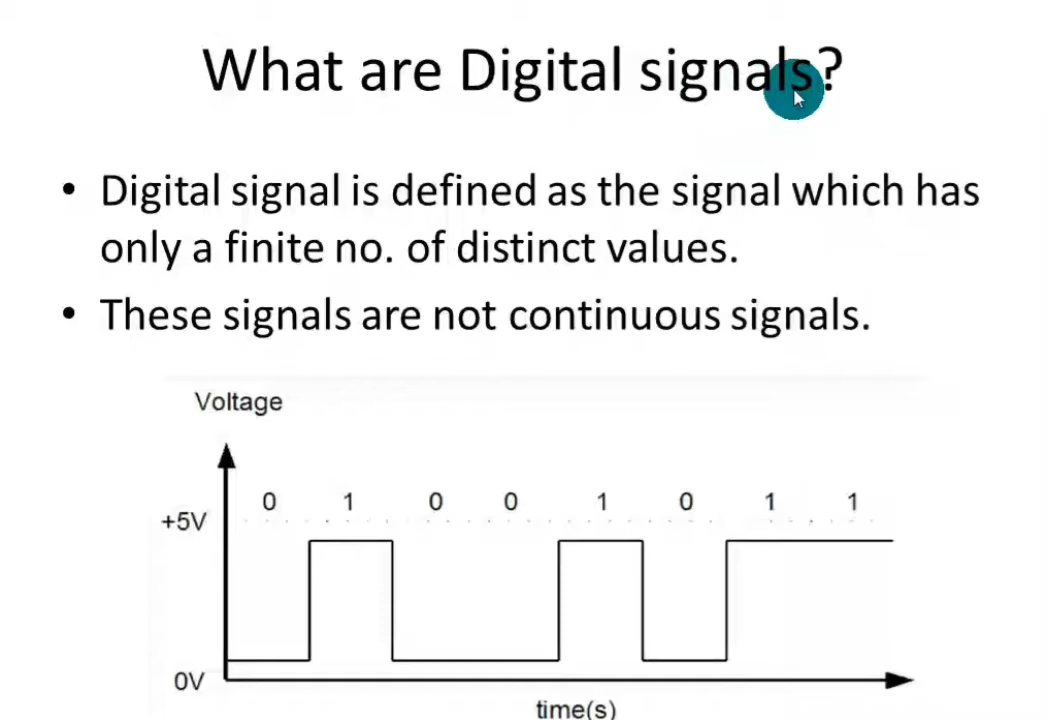 What are Digital signals?
• Digital signal is defined as the signal which has
only a finite no. of distinct values.
• These signals are not continuous signals.
Voltage
0 1 0 0 1 0 1 1
+5V
0V
time(s)